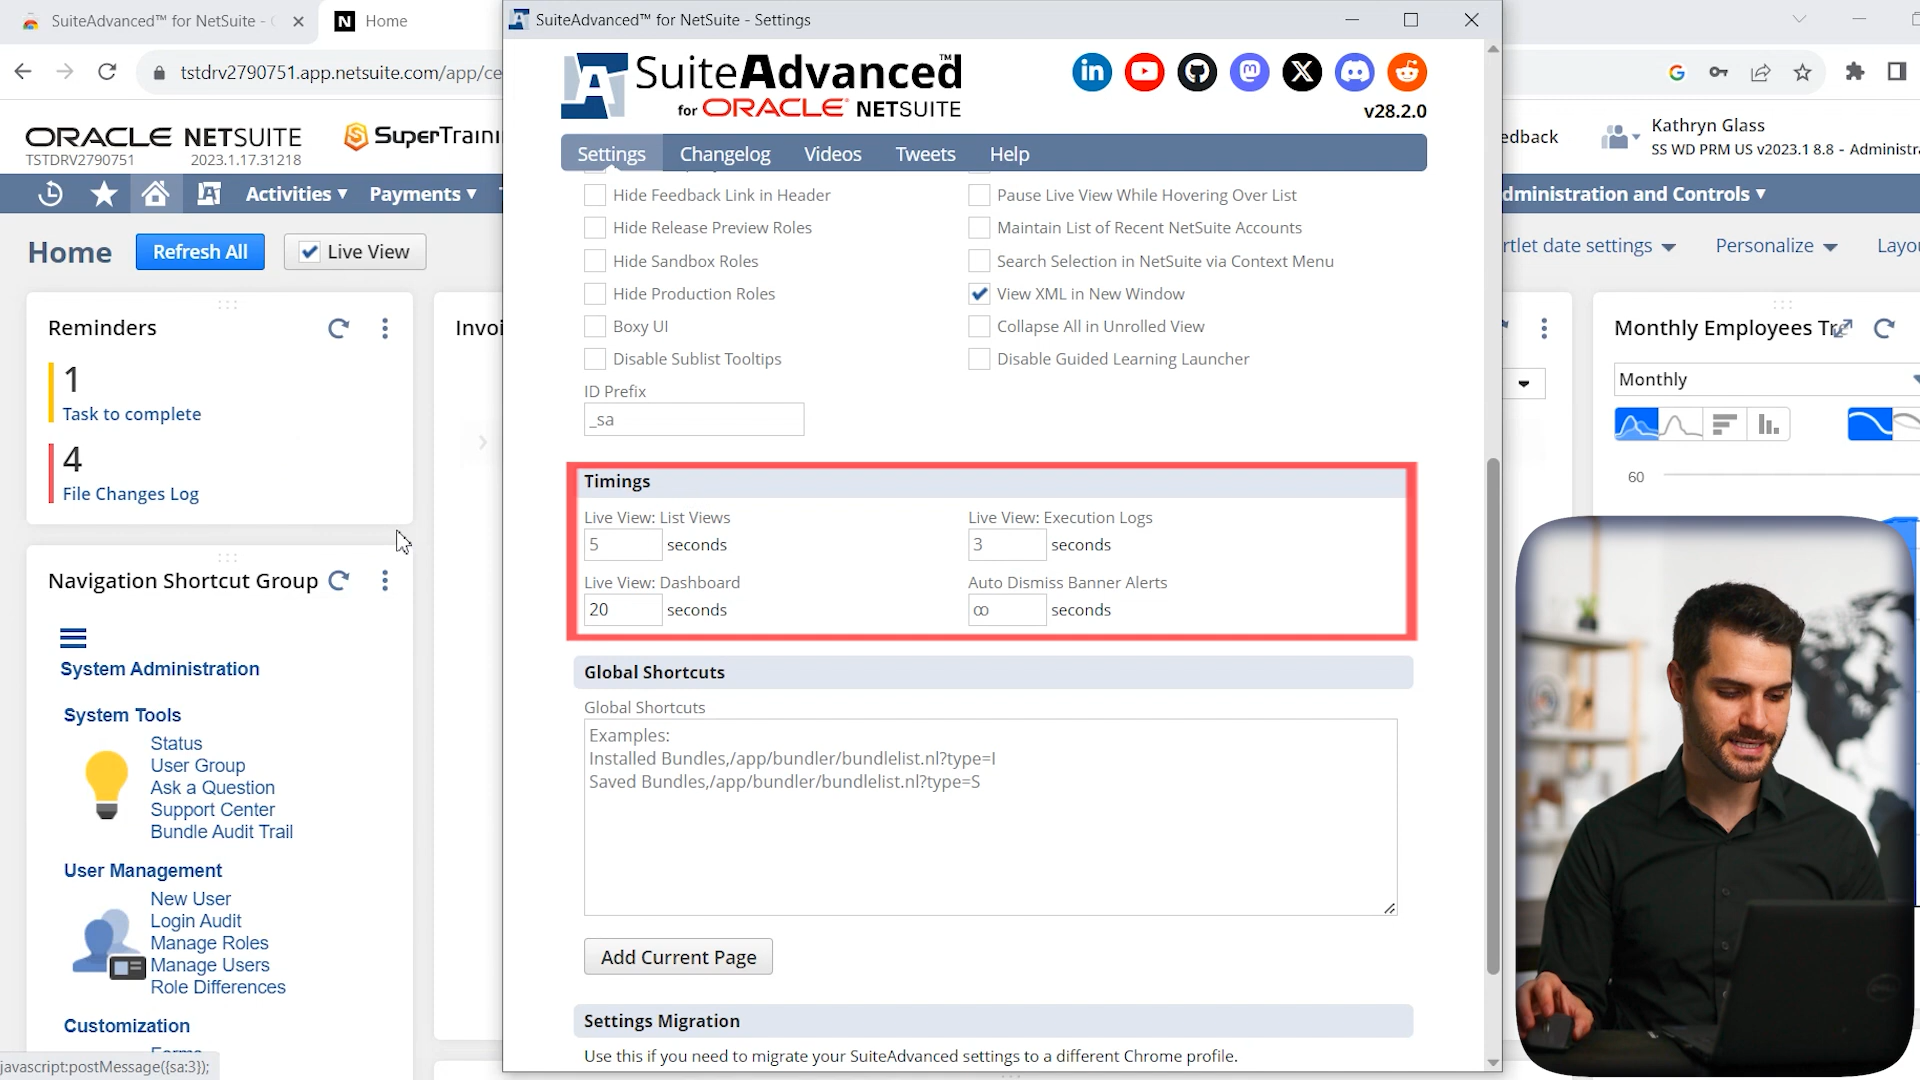 SuiteAdvanced™ for NetSuite -
Home
tstdrv2790751.app.netsuite.com/app/ce
ORACLE NETSUITE
TSTDRV2790751 2023.1.17.31218
SuperTraini
Activities
Payments
Home
Refresh All
Live View
Reminders
1
Task to complete
4
File Changes Log
Navigation Shortcut Group
System Administration
System Tools
Status
User Group
Ask a Question
Support Center
Bundle Audit Trail
User Management
New User
Login Audit
Manage Roles
Manage Users
Role Differences
Customization
javascript:postMessage({sa:3});
Invoi
SuiteAdvanced™ for NetSuite - Settings
SuiteAdvanced™
for ORACLE® NETSUITE
v28.2.0
Settings Changelog Videos Tweets Help
Hide Feedback Link in Header
Hide Release Preview Roles
Hide Sandbox Roles
Hide Production Roles
Boxy UI
Disable Sublist Tooltips
Pause Live View While Hovering Over List
Maintain List of Recent NetSuite Accounts
Search Selection in NetSuite via Context Menu
View XML in New Window
Collapse All in Unrolled View
Disable Guided Learning Launcher
ID Prefix
_sa
Timings
Live View: List Views
5 seconds
Live View: Execution Logs
3 seconds
Live View: Dashboard
20 seconds
Auto Dismiss Banner Alerts
∞ seconds
Global Shortcuts
Global Shortcuts
Examples:
Installed Bundles,/app/bundler/bundlelist.nl?type=I
Saved Bundles,/app/bundler/bundlelist.nl?type=S
Add Current Page
Settings Migration
Use this if you need to migrate your SuiteAdvanced settings to a different Chrome profile.
edback
Kathryn Glass
SS WD PRM US v2023.1 8.8 - Administra
dministration and Controls
rtlet date settings
Personalize
Layou
Monthly Employees Tr
Monthly
60